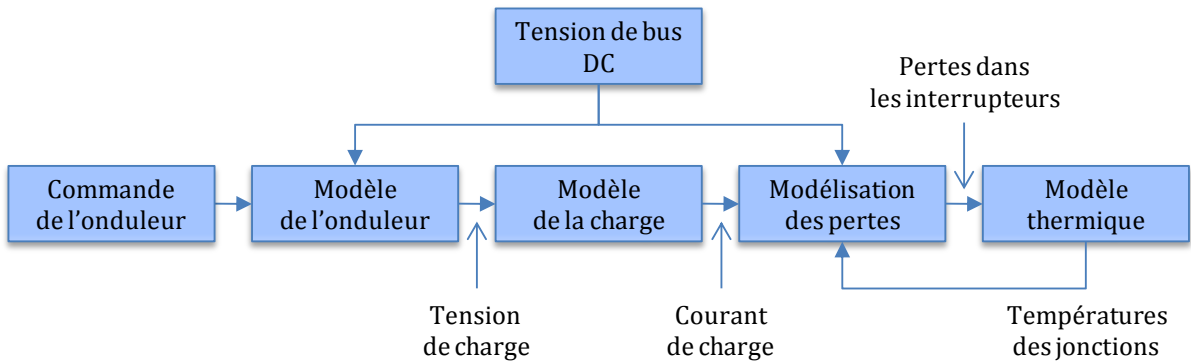 Tension de bus
DC
Pertes dans
les interrupteurs
Commande
de l'onduleur
Modèle
de l'onduleur
Modèle
de la charge
Modélisation
des pertes
Modèle
thermique
Tension
de charge
Courant
de charge
Températures
des jonctions